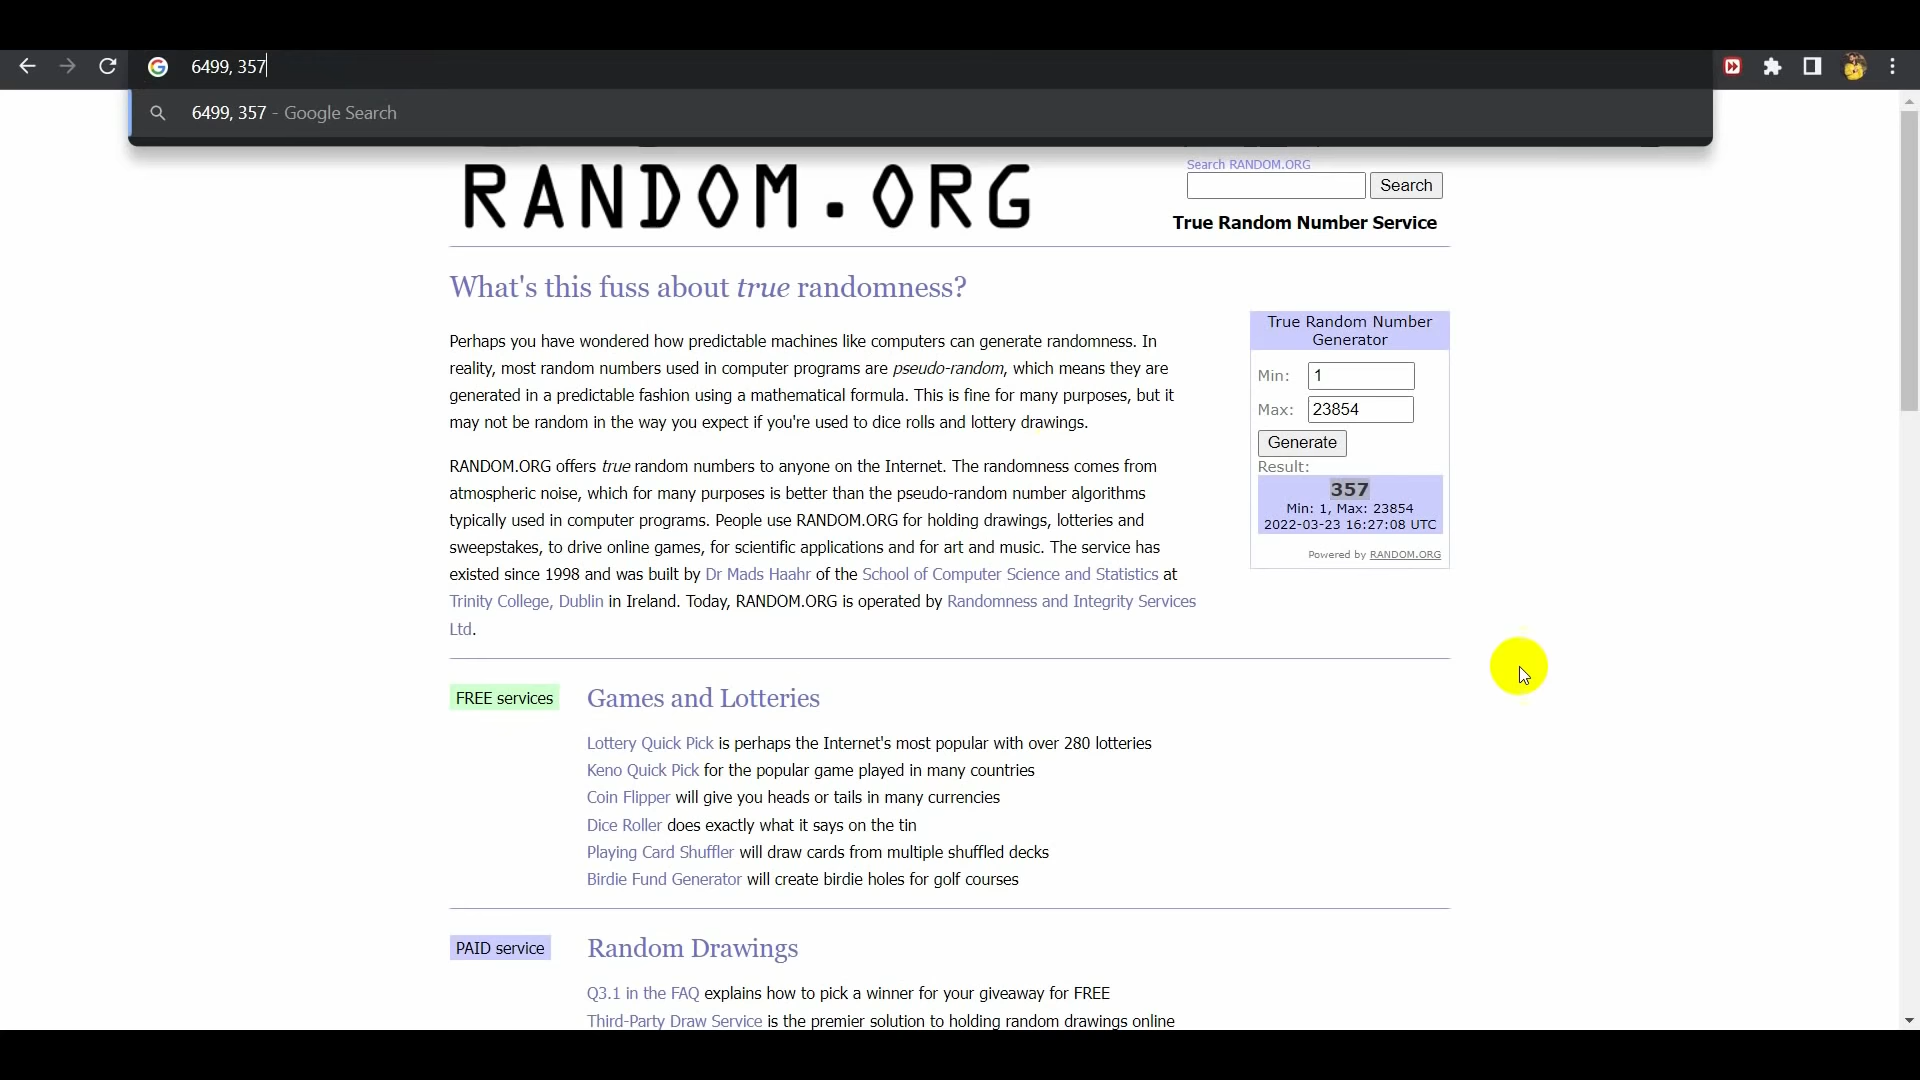 6499, 357
6499, 357 - Google Search
RANDOM.ORG
Search RANDOM.ORG
Search
True Random Number Service
What's this fuss about true randomness?
Perhaps you have wondered how predictable machines like computers can generate randomness. In
reality, most random numbers used in computer programs are pseudo-random, which means they are
generated in a predictable fashion using a mathematical formula. This is fine for many purposes, but it
may not be random in the way you expect if you're used to dice rolls and lottery drawings.
RANDOM.ORG offers true random numbers to anyone on the Internet. The randomness comes from
atmospheric noise, which for many purposes is better than the pseudo-random number algorithms
typically used in computer programs. People use RANDOM.ORG for holding drawings, lotteries and
sweepstakes, to drive online games, for scientific applications and for art and music. The service has
existed since 1998 and was built by Dr Mads Haahr of the School of Computer Science and Statistics at
Trinity College, Dublin in Ireland. Today, RANDOM.ORG is operated by Randomness and Integrity Services
Ltd.
True Random Number
Generator
Min: 1
Max: 23854
Generate
Result:
357
Min: 1, Max: 23854
2022-03-23 16:27:08 UTC
Powered by RANDOM.ORG
FREE services
Games and Lotteries
Lottery Quick Pick is perhaps the Internet's most popular with over 280 lotteries
Keno Quick Pick for the popular game played in many countries
Coin Flipper will give you heads or tails in many currencies
Dice Roller does exactly what it says on the tin
Playing Card Shuffler will draw cards from multiple shuffled decks
Birdie Fund Generator will create birdie holes for golf courses
PAID service
Random Drawings
Q3.1 in the FAQ explains how to pick a winner for your giveaway for FREE
Third-Party Draw Service is the premier solution to holding random drawings online